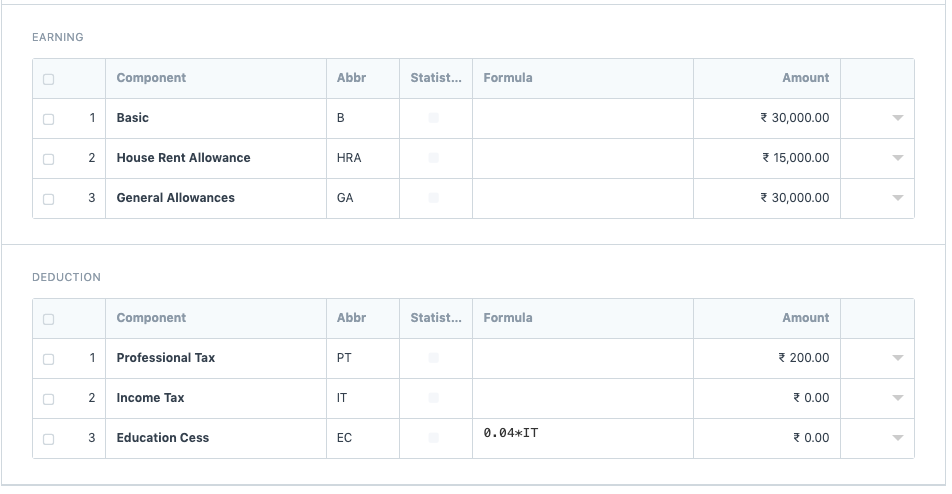 EARNING
Component Abbr Statist... Formula Amount
1 Basic B ₹ 30,000.00
2 House Rent Allowance HRA ₹ 15,000.00
3 General Allowances GA ₹ 30,000.00
DEDUCTION
Component Abbr Statist... Formula Amount
1 Professional Tax PT ₹ 200.00
2 Income Tax IT ₹ 0.00
3 Education Cess EC 0.04*IT ₹ 0.00